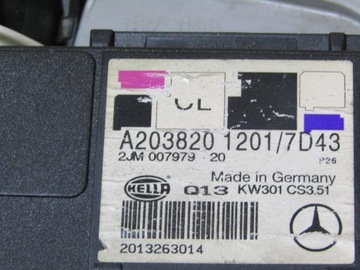 CL
A203820 1201/7D43
2JM 007979 - 20 P26
Made in Germany
HELLA Q13 KW301 CS3.51
2013263014